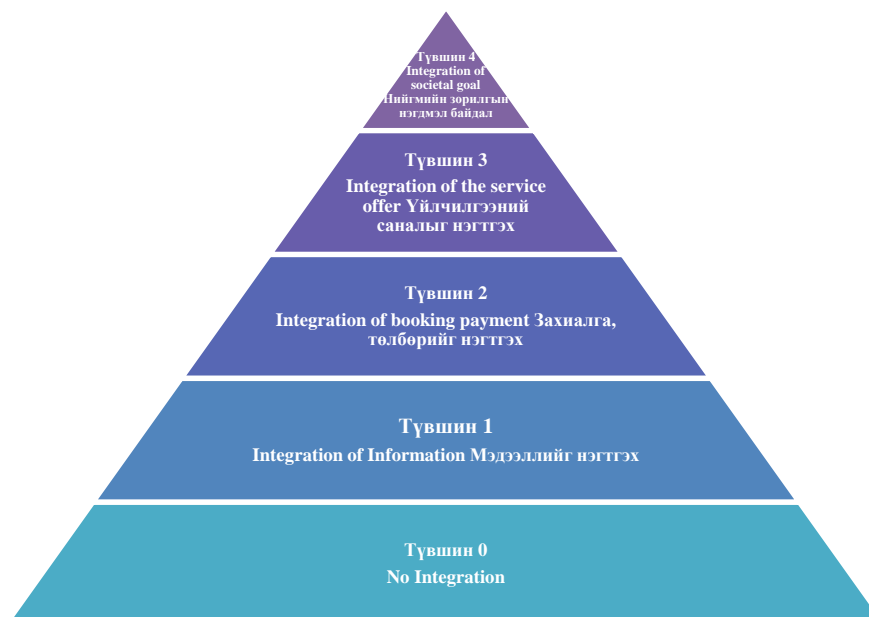 Түвшин 4
Integration of
societal goal
Нийгмийн зорилгын
нэгдмэл байдал
Түвшин 3
Integration of the service
offer Үйлчилгээний
саналыг нэгтгэх
Түвшин 2
Integration of booking payment Захиалга,
төлбөрийг нэгтгэх
Түвшин 1
Integration of Information Мэдээллийг нэгтгэх
Түвшин 0
No Integration